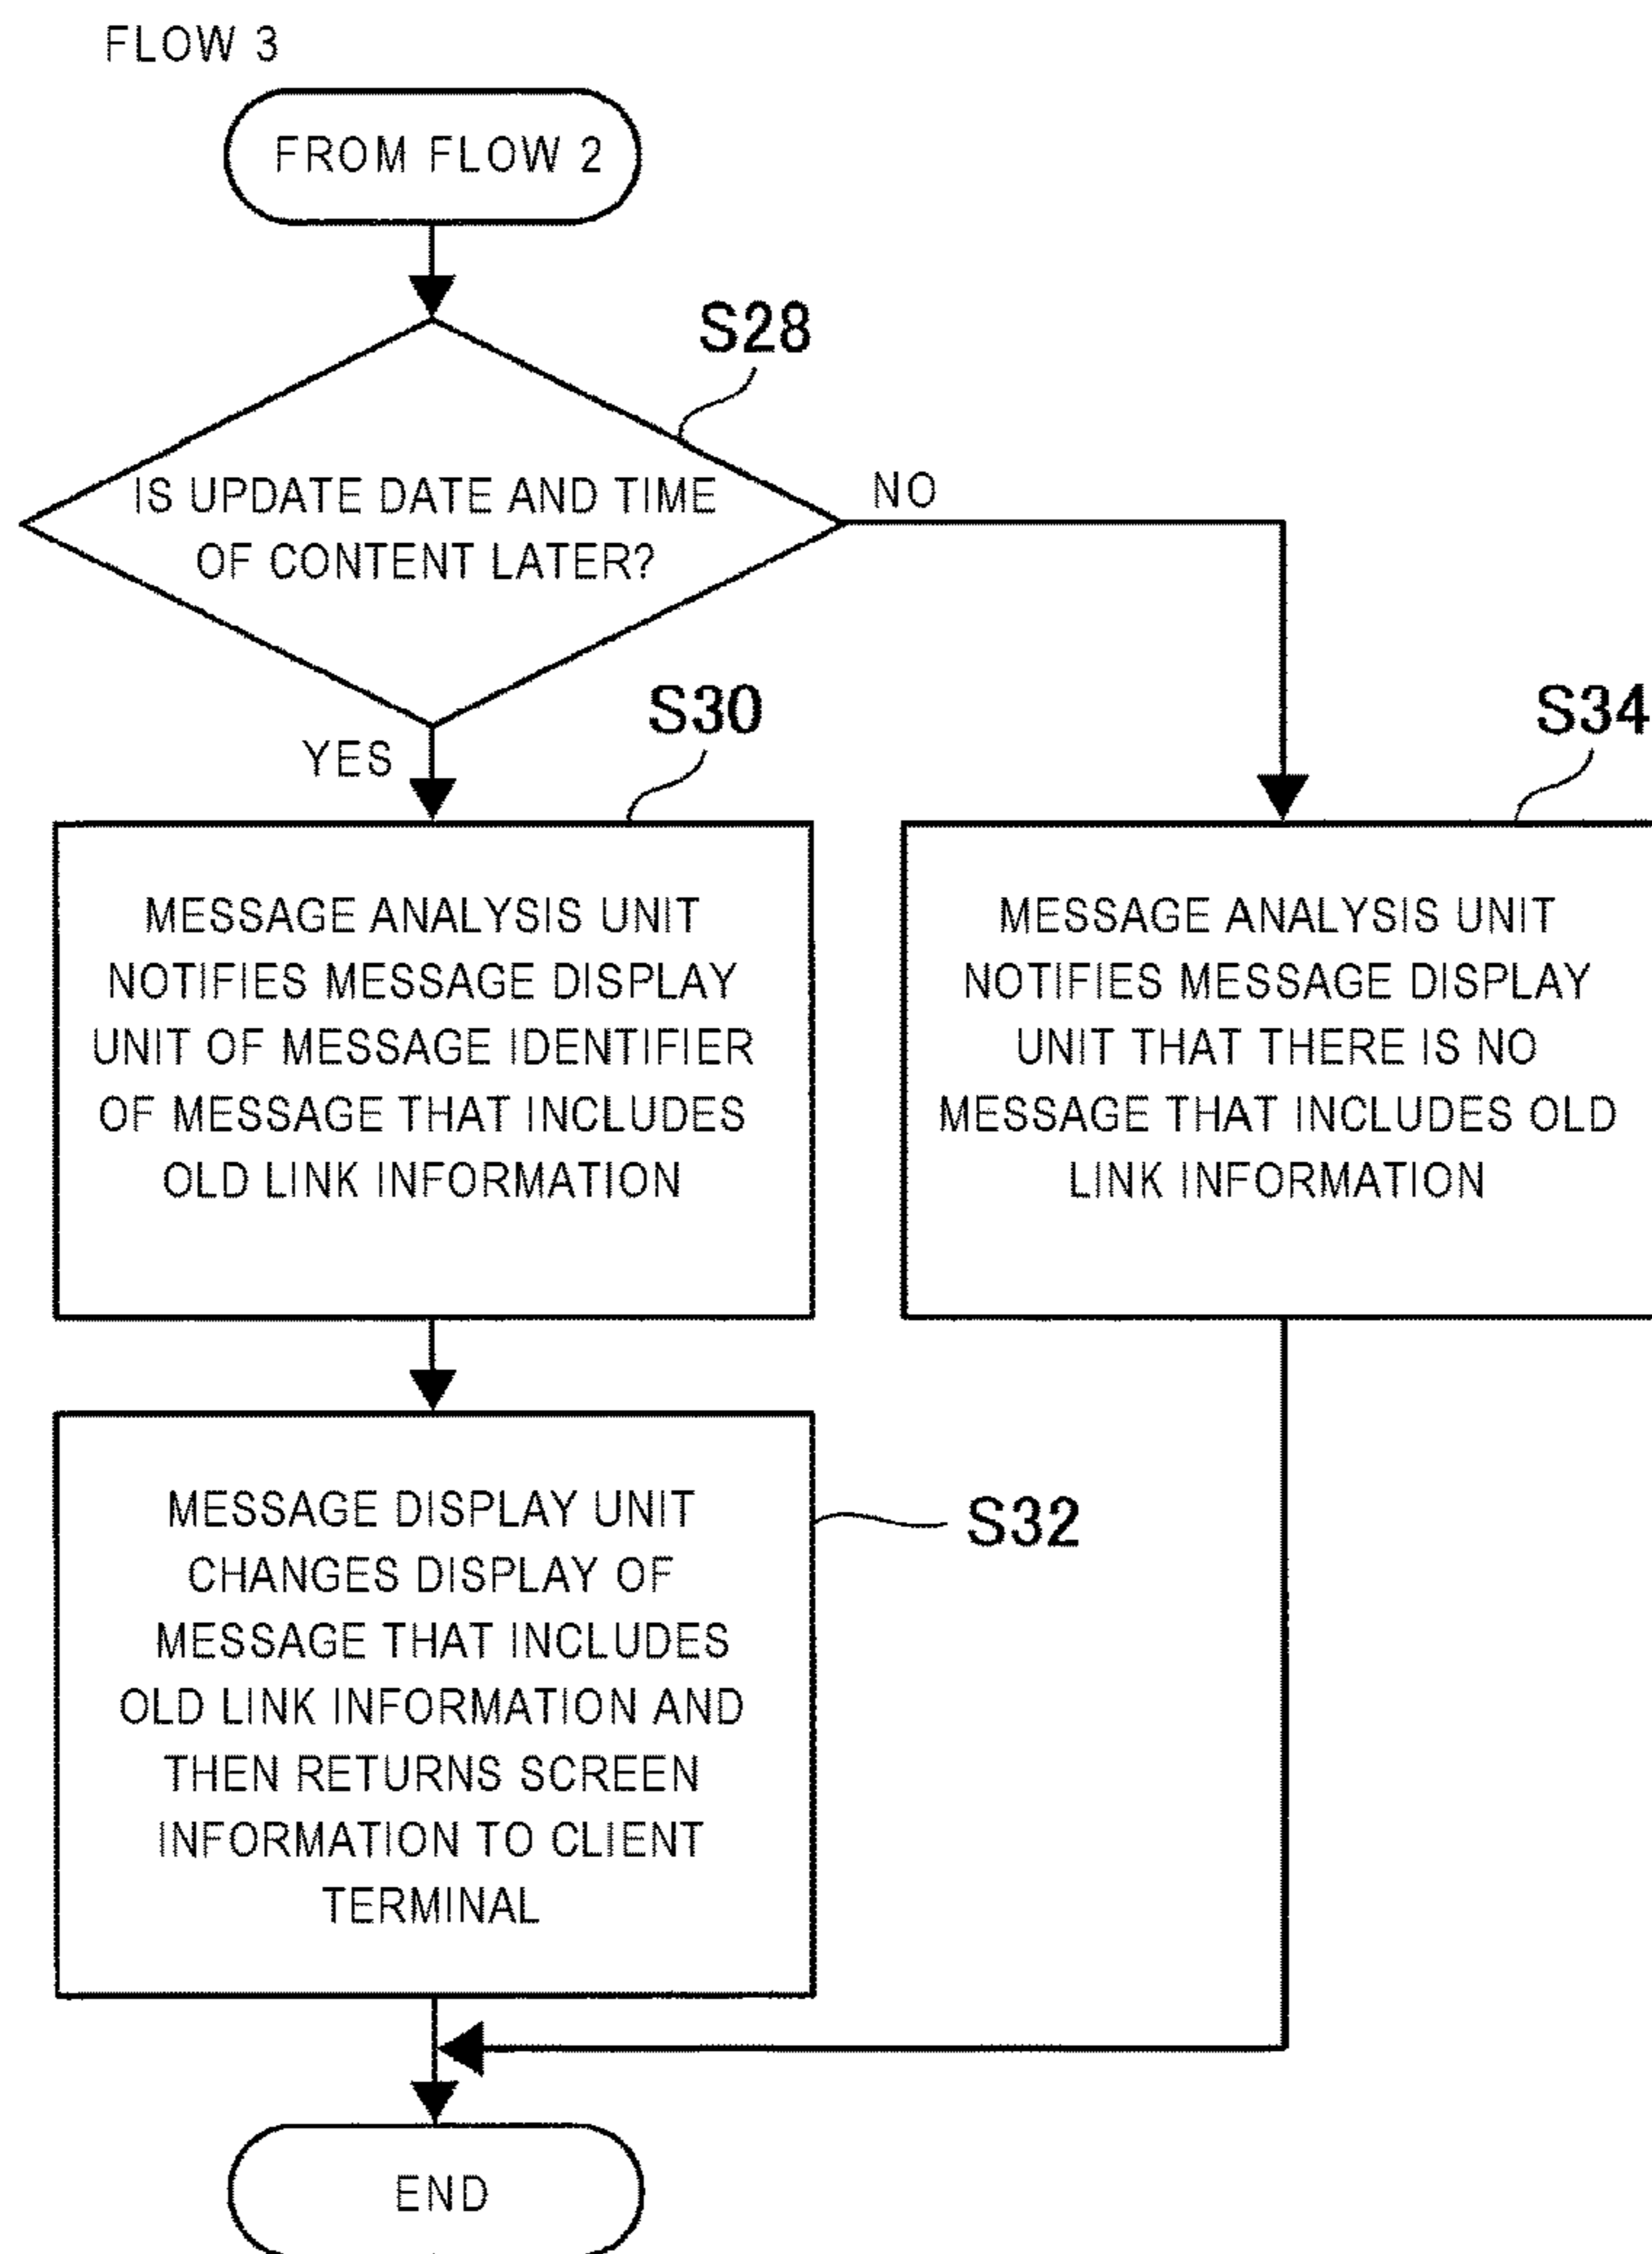 FLOW 3
FROM FLOW 2
S28
IS UPDATE DATE AND TIME
OF CONTENT LATER?
NO
YES
S30
MESSAGE ANALYSIS UNIT
NOTIFIES MESSAGE DISPLAY
UNIT OF MESSAGE IDENTIFIER
OF MESSAGE THAT INCLUDES
OLD LINK INFORMATION
S34
MESSAGE ANALYSIS UNIT
NOTIFIES MESSAGE DISPLAY
UNIT THAT THERE IS NO
MESSAGE THAT INCLUDES OLD
LINK INFORMATION
MESSAGE DISPLAY UNIT
CHANGES DISPLAY OF
MESSAGE THAT INCLUDES
OLD LINK INFORMATION AND
THEN RETURNS SCREEN
INFORMATION TO CLIENT
TERMINAL
S32
END